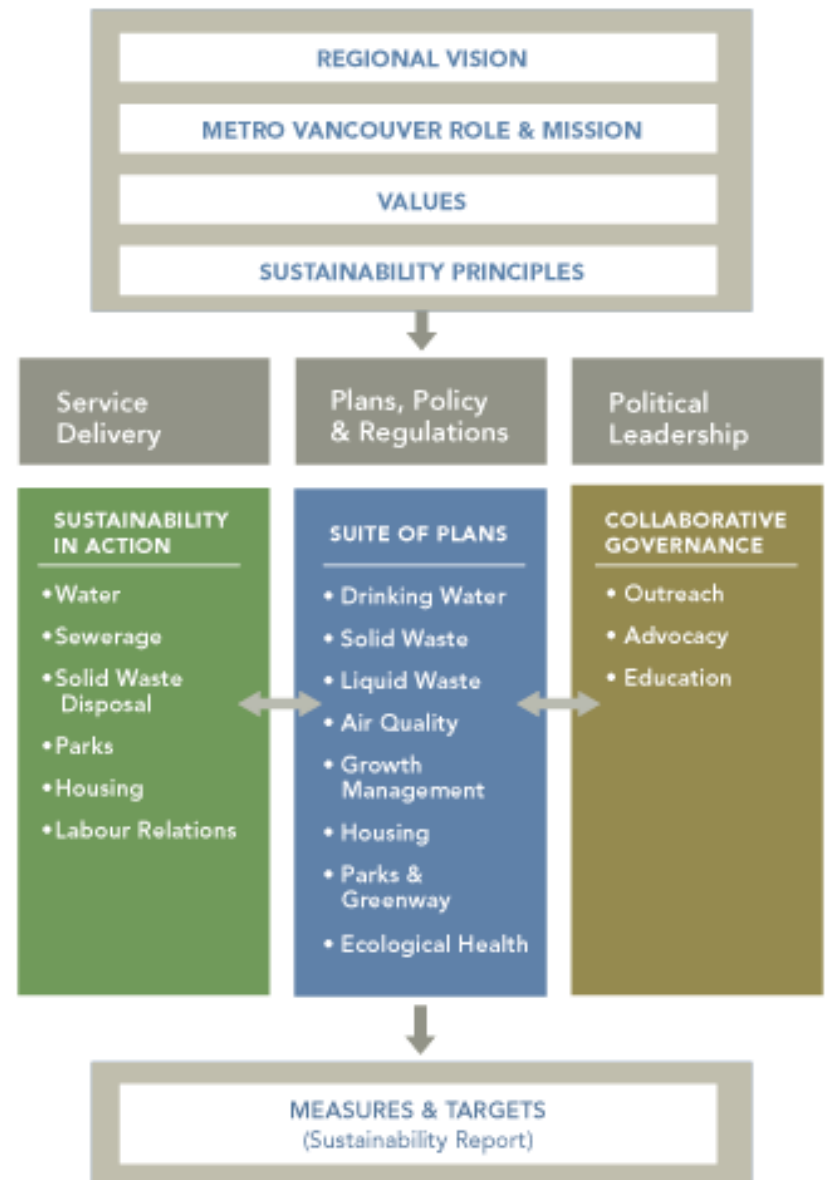 REGIONAL VISION
METRO VANCOUVER ROLE & MISSION
VALUES
SUSTAINABILITY PRINCIPLES
Service
Delivery
Plans, Policy
& Regulations
Political
Leadership
SUSTAINABILITY
IN ACTION
•Water
•Sewerage
•Solid Waste
Disposal
•Parks
•Housing
•Labour Relations
SUITE OF PLANS
• Drinking Water
• Solid Waste
• Liquid Waste
• Air Quality
• Growth
Management
• Housing
• Parks &
Greenway
• Ecological Health
COLLABORATIVE
GOVERNANCE
• Outreach
• Advocacy
• Education
MEASURES & TARGETS
(Sustainability Report)